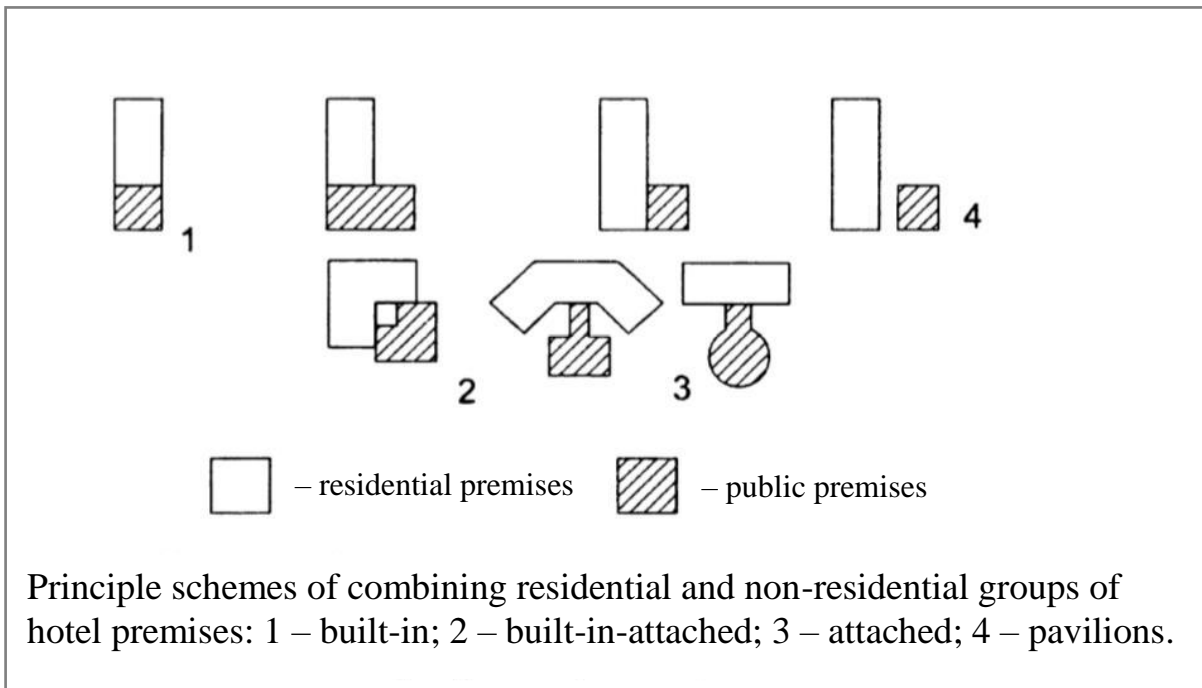 1
4
2
3
– residential premises
– public premises
Principle schemes of combining residential and non-residential groups of
hotel premises: 1 – built-in; 2 – built-in-attached; 3 – attached; 4 – pavilions.